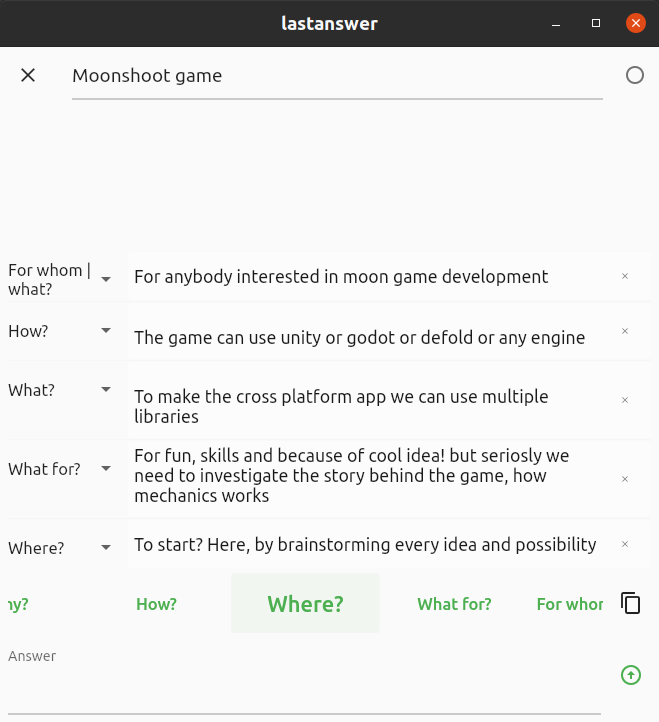 lastanswer
Moonshoot game
For whom |
what?
For anybody interested in moon game development
How?
The game can use unity or godot or defold or any engine
What?
To make the cross platform app we can use multiple
libraries
What for?
For fun, skills and because of cool idea! but seriosly we
need to investigate the story behind the game, how
mechanics works
Where?
To start? Here, by brainstorming every idea and possibility
ny? How? Where? What for? For whor
Answer